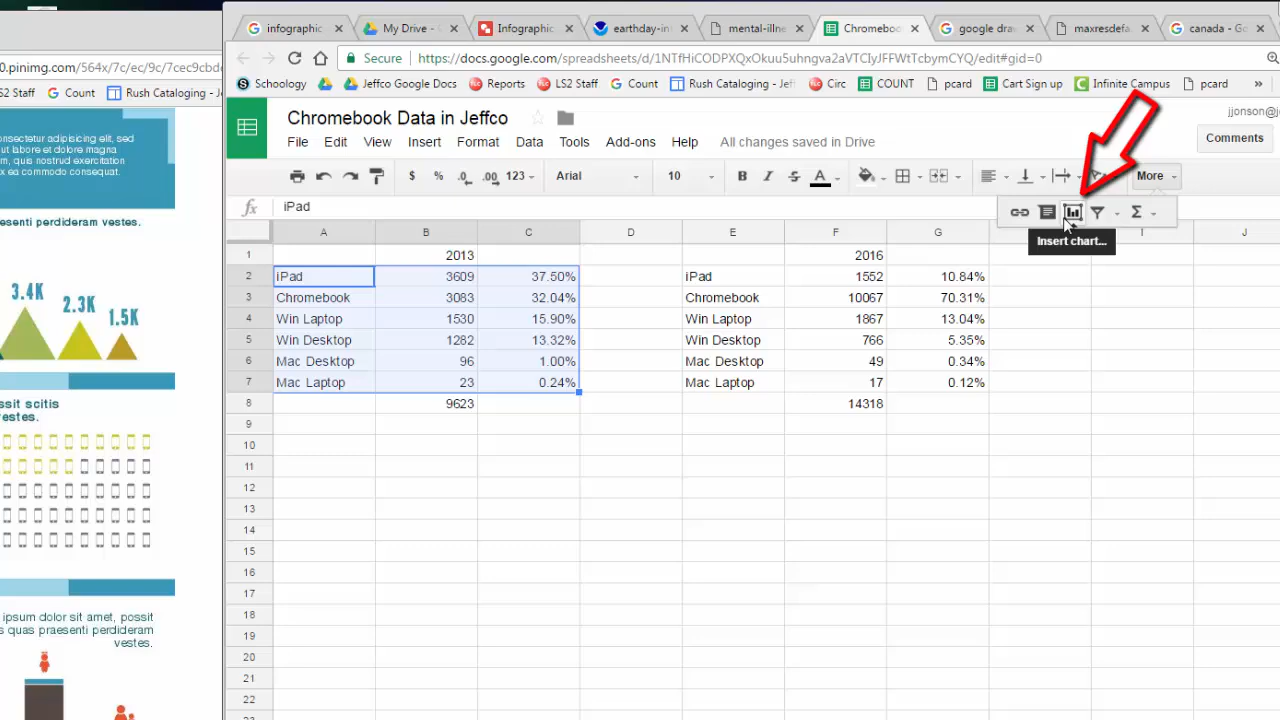 0.pinimg.com/564x/7c/ec/9c/7cec9cbdc
S2 Staff Count Rush Cataloging - J
onsectetur adipisicing elit, sed
ut labore et dolore magna
n, quis nostrud exercitation
ex ea commodo consequat.
esenti perdideram vestes.
3.4K 2.3K 1.5K
ssit scitis
estes.
ipsum dolor sit amet, possit
s quas praesenti perdideram
vestes.
infographic My Drive - G Infographic earthday-in mental-illne Chromeboo google draw maxresdefa canada - Go
Secure https://docs.google.com/spreadsheets/d/1NTfHiCODPXQxOkuu5uhngva2aVTCIyJFFWtTcbymCYQ/edit#gid=0
Schoology Jeffco Google Docs Reports LS2 Staff Count Rush Cataloging - Jeff Circ COUNT pcard Cart Sign up Infinite Campus pcard »
Chromebook Data in Jeffco
jjonson@j
File Edit View Insert Format Data Tools Add-ons Help All changes saved in Drive
Comments
$ % .0 .00 123 Arial 10 B I S A More
Σ
fx iPad
Insert chart...
A B C D E F G I J
1 2013 2016
2 iPad 3609 37.50% iPad 1552 10.84%
3 Chromebook 3083 32.04% Chromebook 10067 70.31%
4 Win Laptop 1530 15.90% Win Laptop 1867 13.04%
5 Win Desktop 1282 13.32% Win Desktop 766 5.35%
6 Mac Desktop 96 1.00% Mac Desktop 49 0.34%
7 Mac Laptop 23 0.24% Mac Laptop 17 0.12%
8 9623 14318
9
10
11
12
13
14
15
16
17
18
19
20
21
22